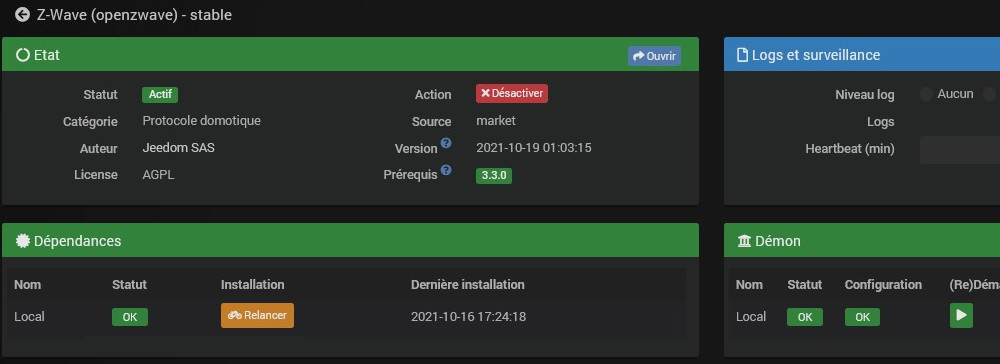 Z-Wave (openzwave) - stable
Etat
Ouvrir
Statut Actif Action Désactiver
Catégorie Protocole domotique Source market
Auteur Jeedom SAS Version ? 2021-10-19 01:03:15
License AGPL Prérequis ? 3.3.0
Logs et surveillance
Niveau log Aucun
Logs
Heartbeat (min)
Dépendances
Nom Statut Installation Dernière installation
Local OK Relancer 2021-10-16 17:24:18
Démon
Nom Statut Configuration (Re)Déma
Local OK OK